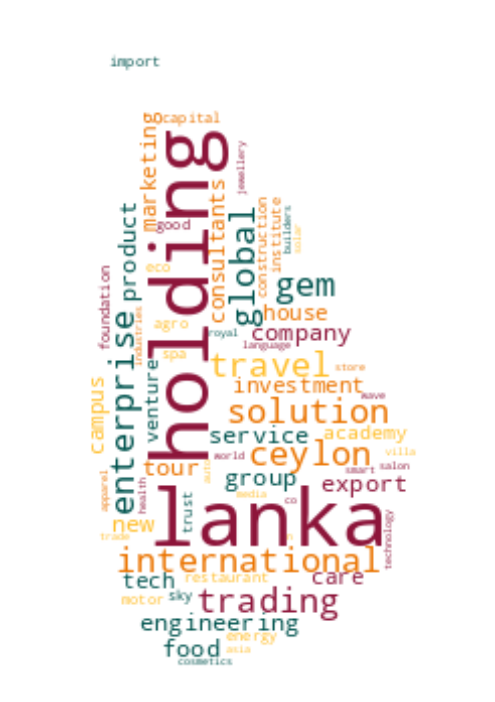 import
capital
marketing
holding
jewellery
good
consultants
product
global
construction
institute
builders
solar
eco
gem
foundation
industries
agro
royal
house
company
language
enterprise
spa
venture
travel
store
campus
investment
wave
solution
service
academy
ceylon
villa
tour
world
auto
smart
salon
group
export
apparel
health
trust
media
co
lanka
new
technology
trade
n
international
tech
restaurant
care
motor
sky
trading
engineering
energy
food
asia
cosmetics